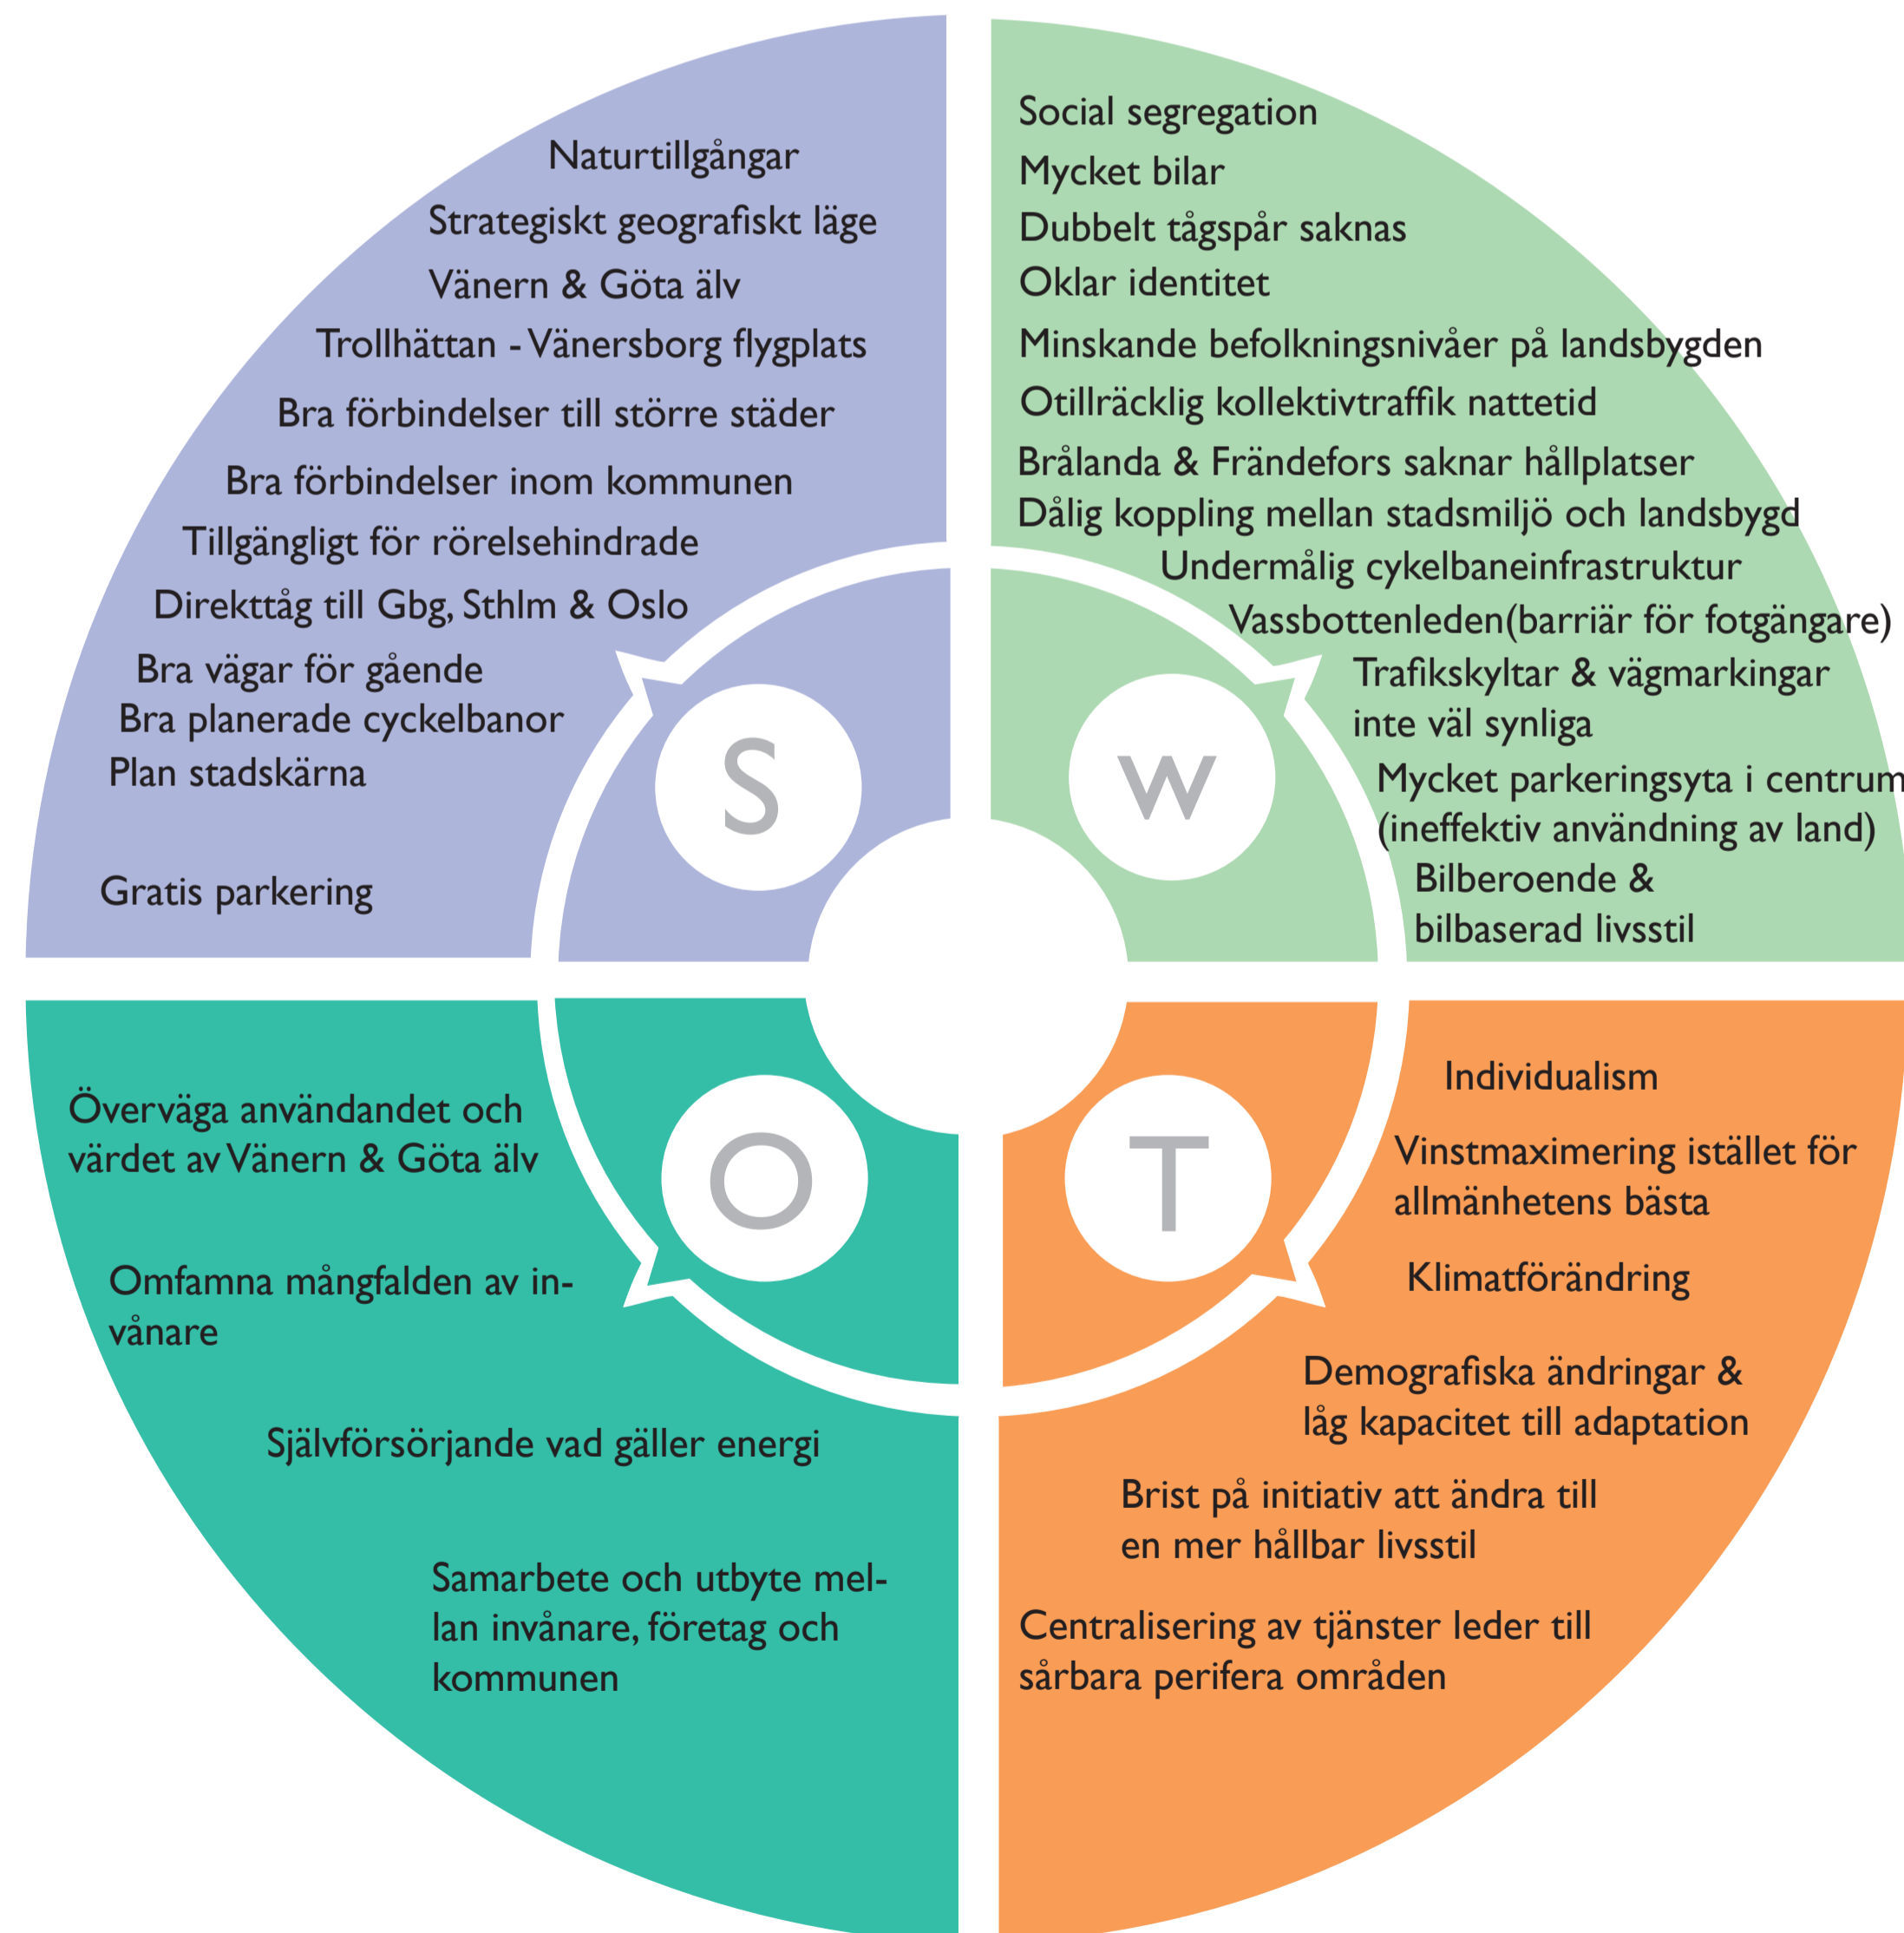 Naturtillgångar
Strategiskt geografiskt läge
Vänern & Göta älv
Trollhättan - Vänersborg flygplats
Bra förbindelser till större städer
Bra förbindelser inom kommunen
Tillgängligt för rörelsehindrade
Direkttåg till Gbg, Sthlm & Oslo
Bra vägar för gående
Bra planerade cyckelbanor
Plan stadskärna
Gratis parkering
S
Social segregation
Mycket bilar
Dubbelt tågspår saknas
Oklar identitet
Minskande befolkningsnivåer på landsbygden
Otillräcklig kollektivtraffik nattetid
Brålanda & Frändefors saknar hållplatser
Dålig koppling mellan stadsmiljö och landsbygd
Undermålig cykelbaneinfrastruktur
Vassbottenleden(barriär för fotgängare)
Trafikskyltar & vägmarkingar
inte väl synliga
Mycket parkeringsyta i centrum
(ineffektiv användning av land)
Bilberoende &
bilbaserad livsstil
W
Överväga användandet och
värdet av Vänern & Göta älv
Omfamna mångfalden av in-
vånare
Självförsörjande vad gäller energi
Samarbete och utbyte mel-
lan invånare, företag och
kommunen
O
Individualism
Vinstmaximering istället för
allmänhetens bästa
Klimatförändring
Demografiska ändringar &
låg kapacitet till adaptation
Brist på initiativ att ändra till
en mer hållbar livsstil
Centralisering av tjänster leder till
sårbara perifera områden
T